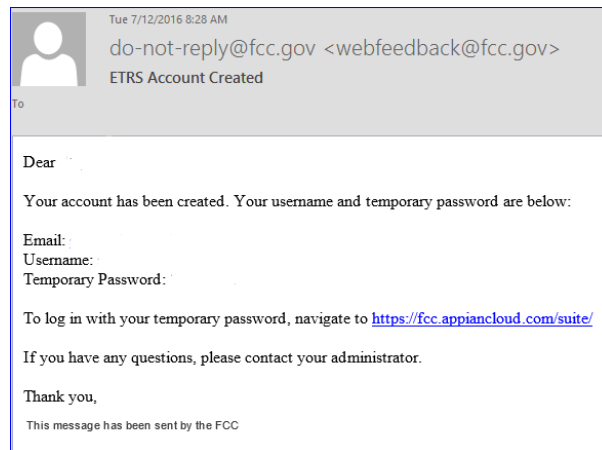 Tue 7/12/2016 8:28 AM
do-not-reply@fcc.gov <webfeedback@fcc.gov>
ETRS Account Created
To
Dear
Your account has been created. Your username and temporary password are below:
Email:
Username:
Temporary Password:
To log in with your temporary password, navigate to https://fcc.appiancloud.com/suite/
If you have any questions, please contact your administrator.
Thank you,
This message has been sent by the FCC